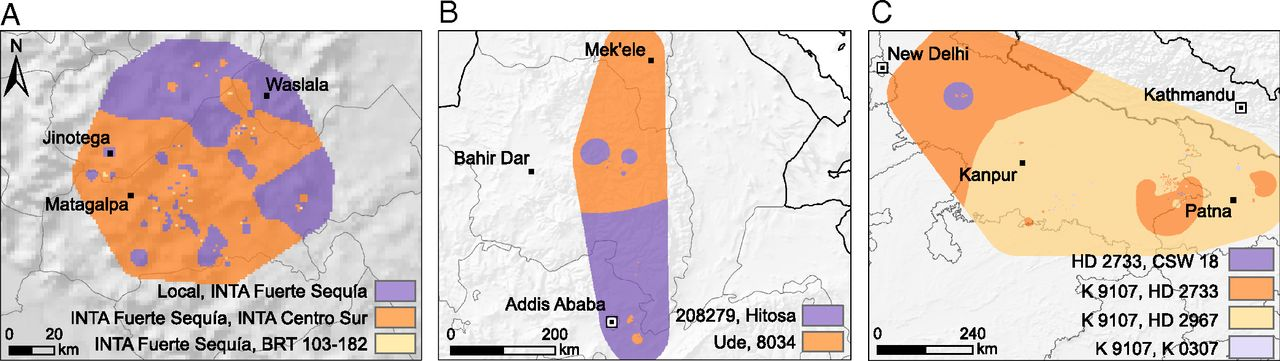 A
N
Waslala
Jinotega
Matagalpa
Local, INTA Fuerte Sequía
INTA Fuerte Sequía, INTA Centro Sur
INTA Fuerte Sequía, BRT 103-182
0 20
km
B
Mek'ele
Bahir Dar
Addis Ababa
208279, Hitosa
Ude, 8034
0 200
km
C
New Delhi
Kathmandu
Kanpur
Patna
HD 2733, CSW 18
K 9107, HD 2733
K 9107, HD 2967
K 9107, K 0307
0 240
km